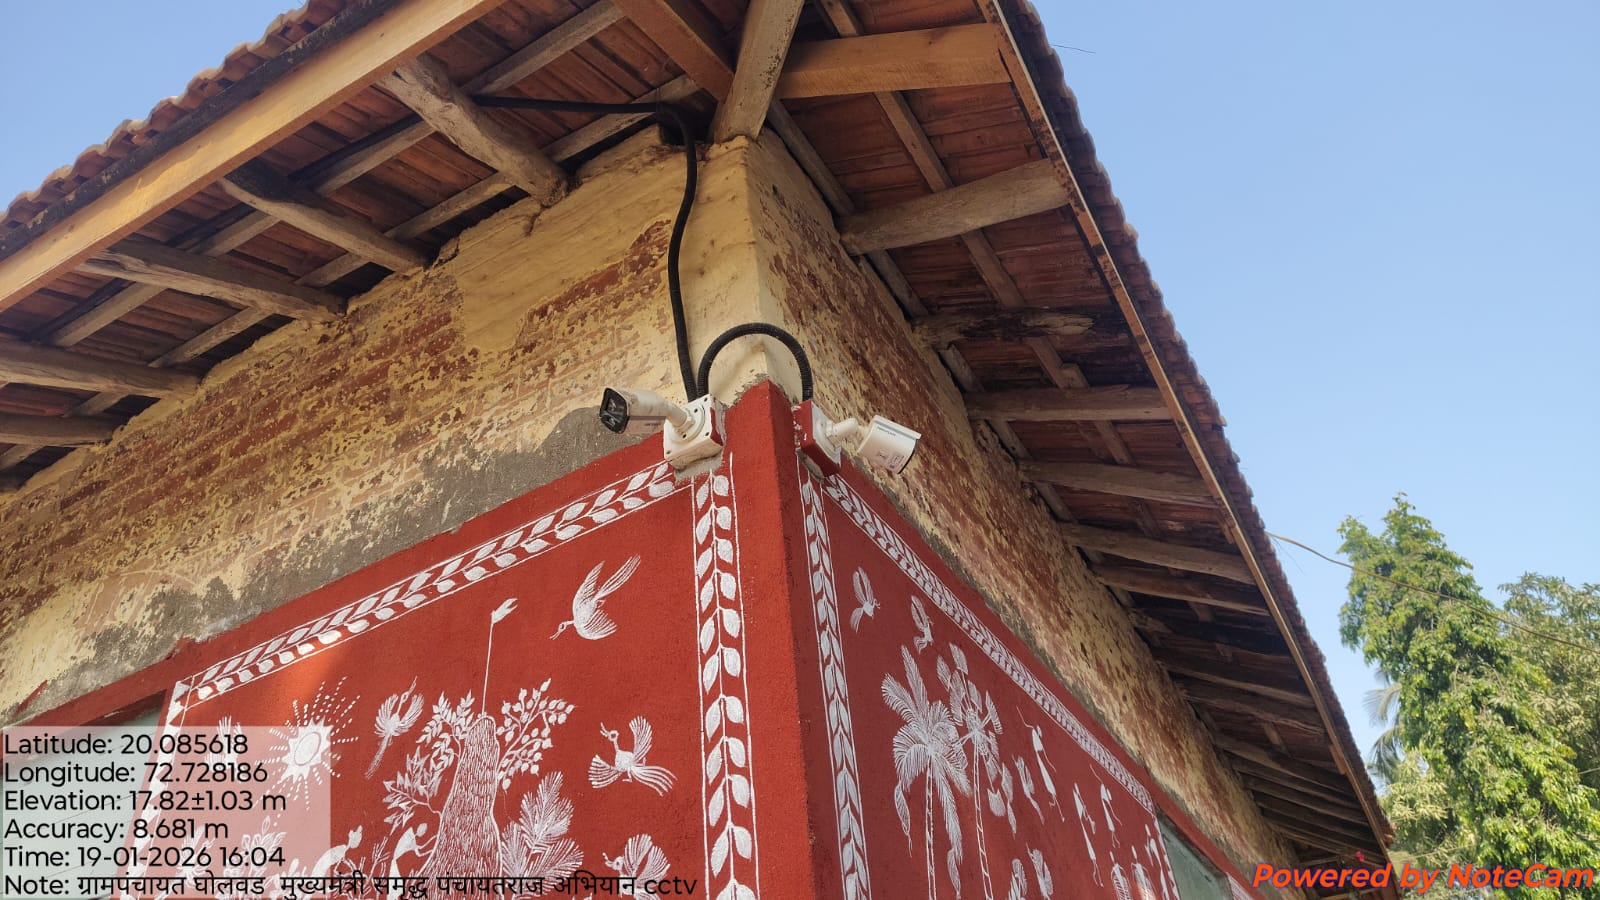 Latitude: 20.085618
Longitude: 72.728186
Elevation: 17.82±1.03 m
Accuracy: 8.681 m
Time: 19-01-2026 16:04
Note: ग्रामपंचायत घोलवड मुख्यमंत्री समृद्ध पंचायतराज अभियान cctv
Powered by NoteCam